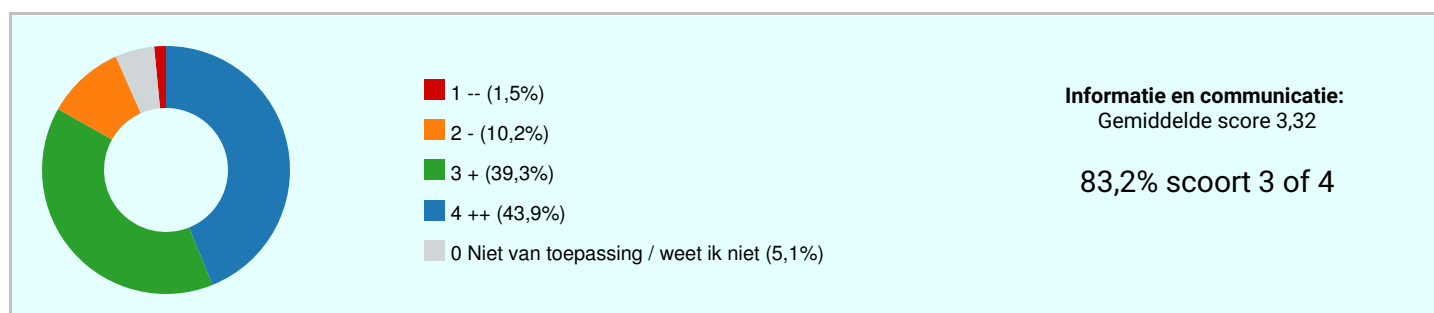 1 -- (1,5%)
2 - (10,2%)
3 + (39,3%)
4 ++ (43,9%)
0 Niet van toepassing / weet ik niet (5,1%)
Informatie en communicatie:
Gemiddelde score 3,32
83,2% scoort 3 of 4